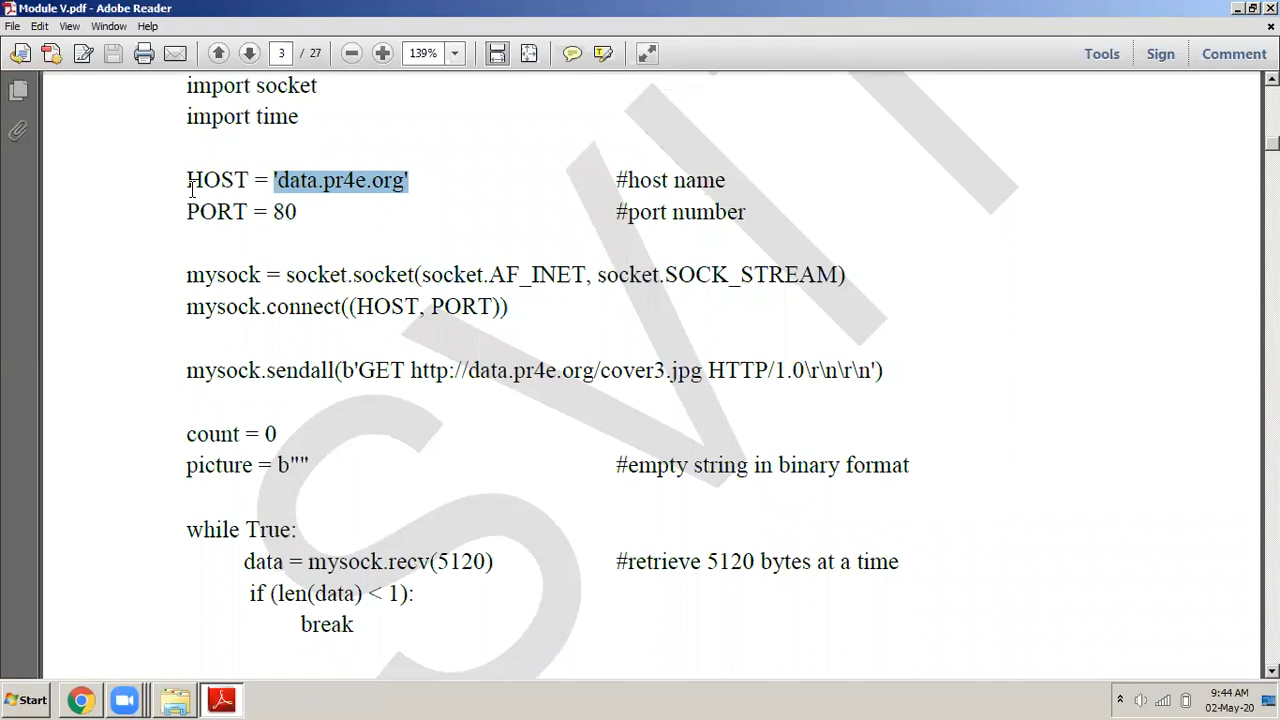 Module V.pdf - Adobe Reader
File Edit View Window Help
3 / 27 139% Tools Sign Comment
import socket
import time
HOST = 'data.pr4e.org' #host name
PORT = 80 #port number
mysock = socket.socket(socket.AF_INET, socket.SOCK_STREAM)
mysock.connect((HOST, PORT))
mysock.sendall(b'GET http://data.pr4e.org/cover3.jpg HTTP/1.0\r\n\r\n')
count = 0
picture = b"" #empty string in binary format
while True:
data = mysock.recv(5120) #retrieve 5120 bytes at a time
if (len(data) < 1):
break
SVIT
Start 9:44 AM
02-May-20